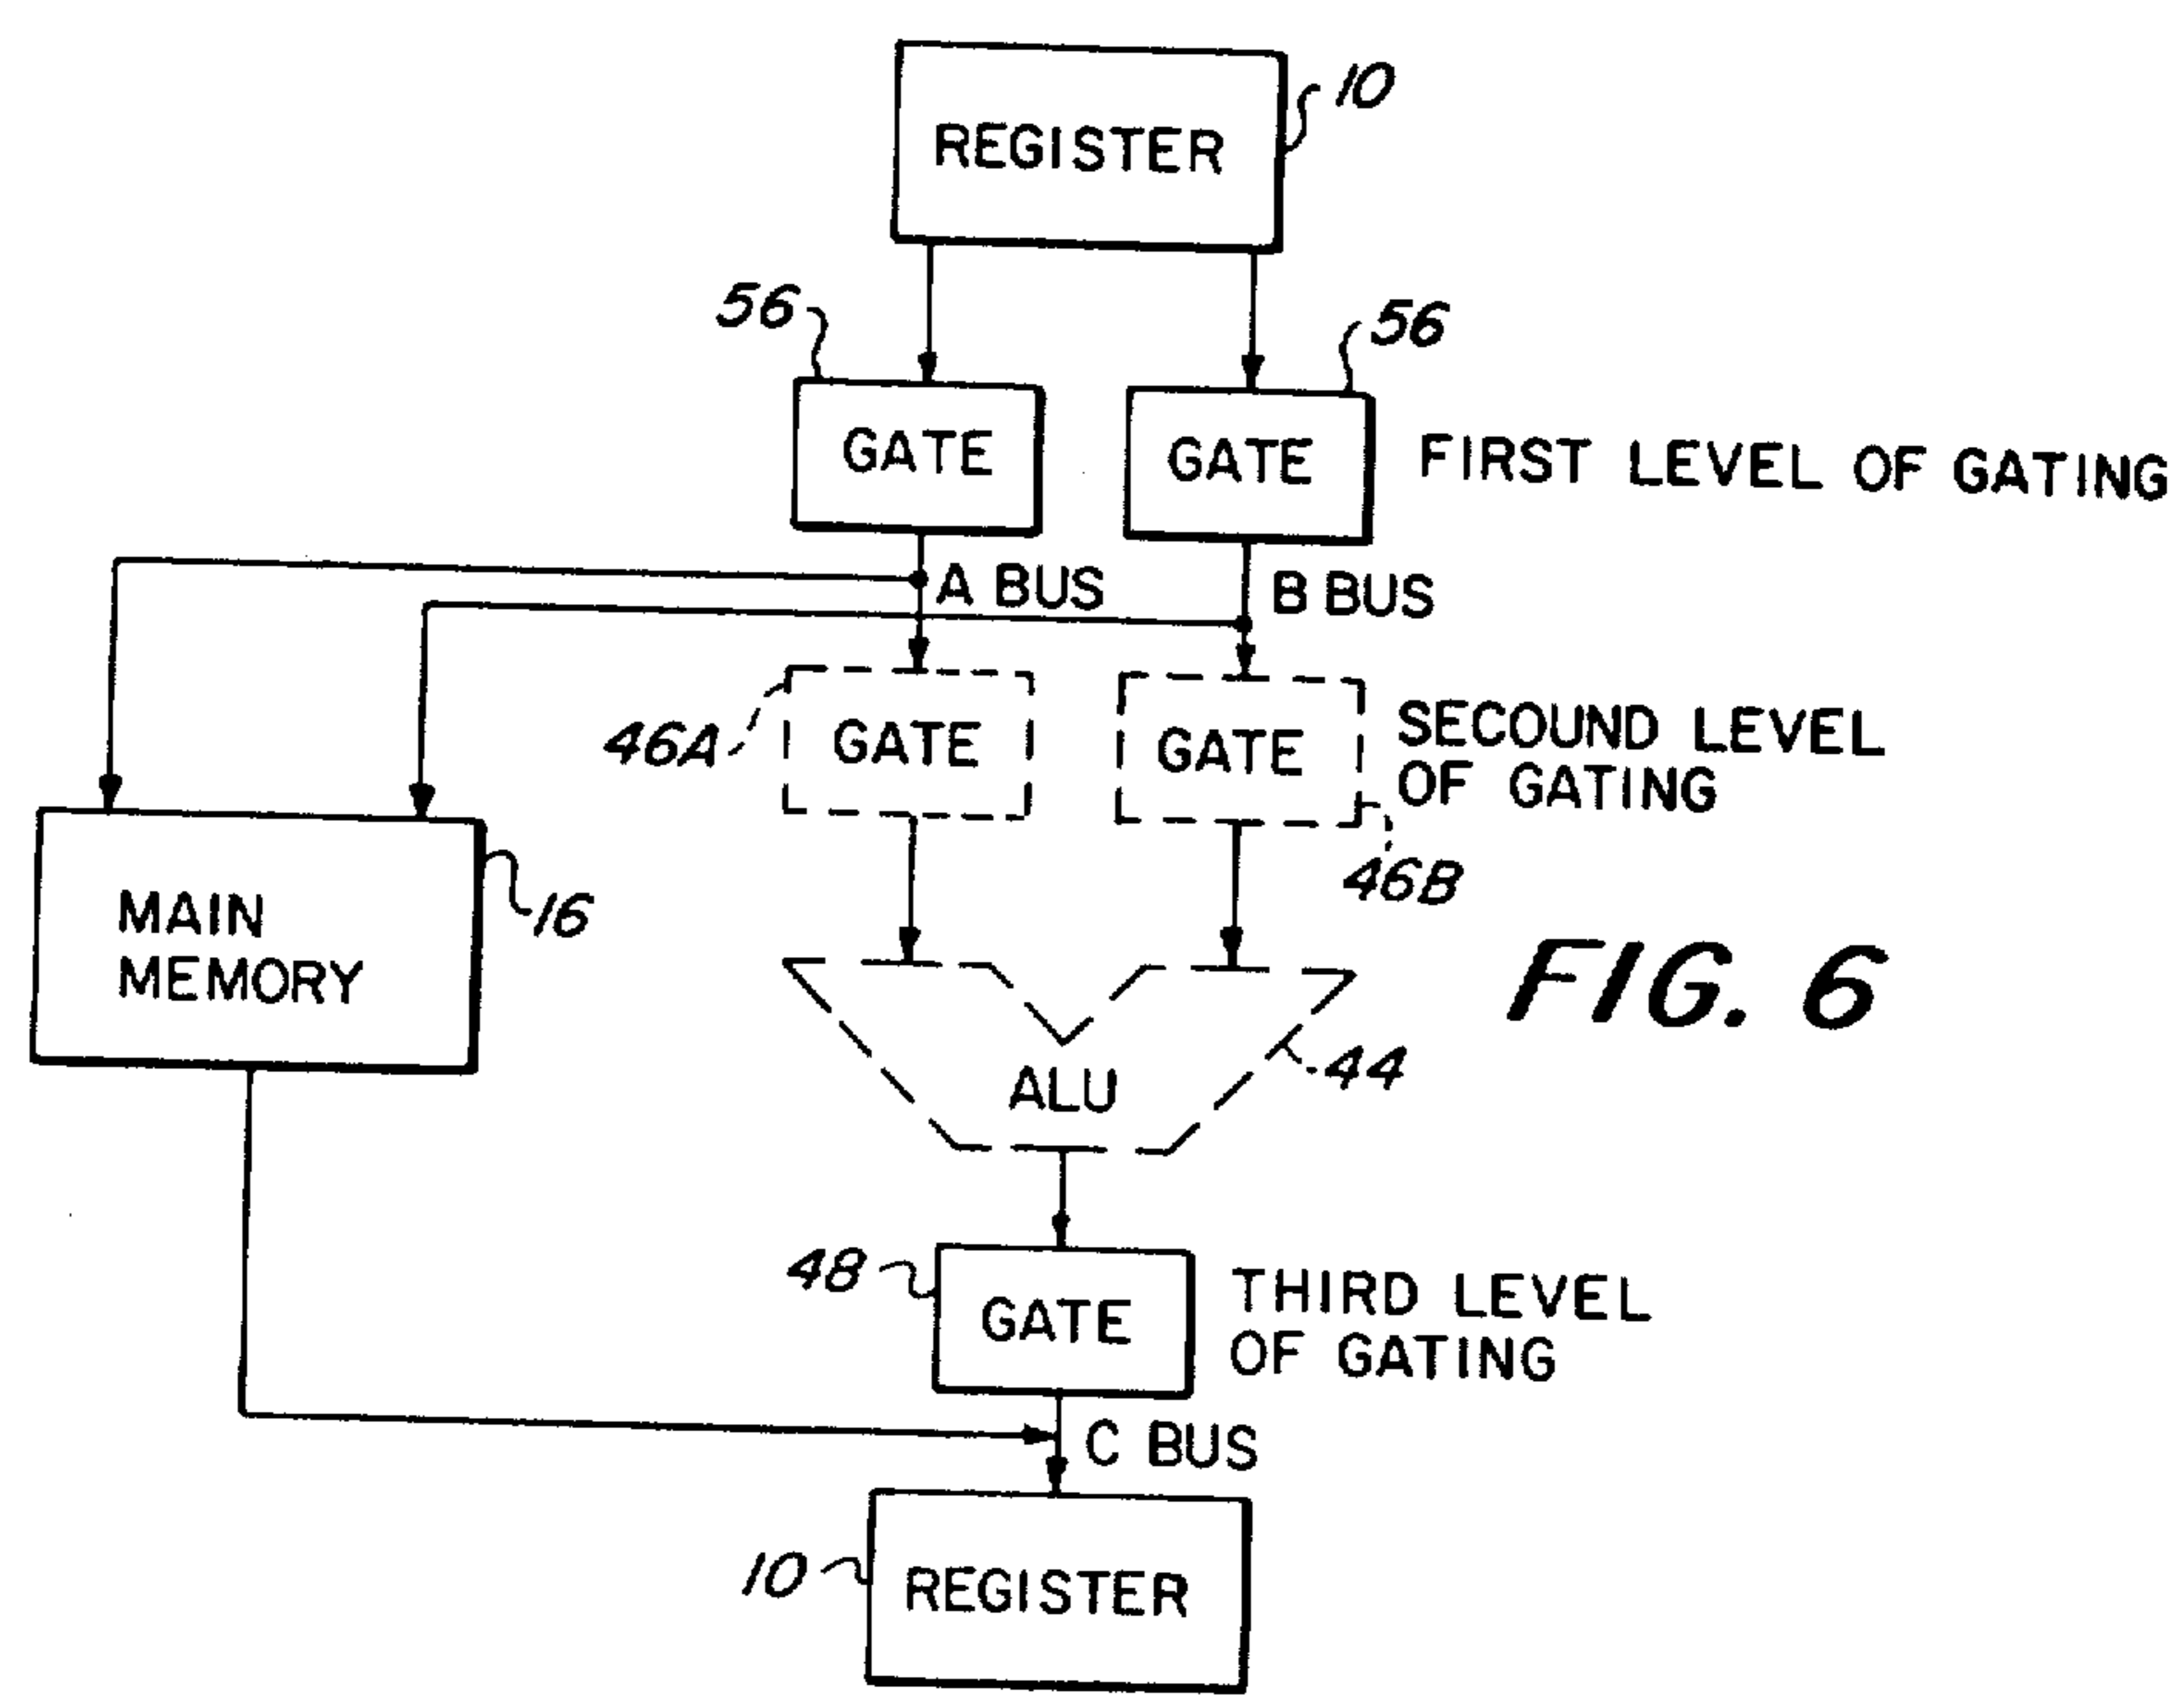 REGISTER
10
56
56
GATE
GATE
FIRST LEVEL OF GATING
A BUS
B BUS
46A
GATE
GATE
SECOUND LEVEL
OF GATING
46B
MAIN
MEMORY
16
ALU
44
FIG. 6
48
GATE
THIRD LEVEL
OF GATING
C BUS
10
REGISTER